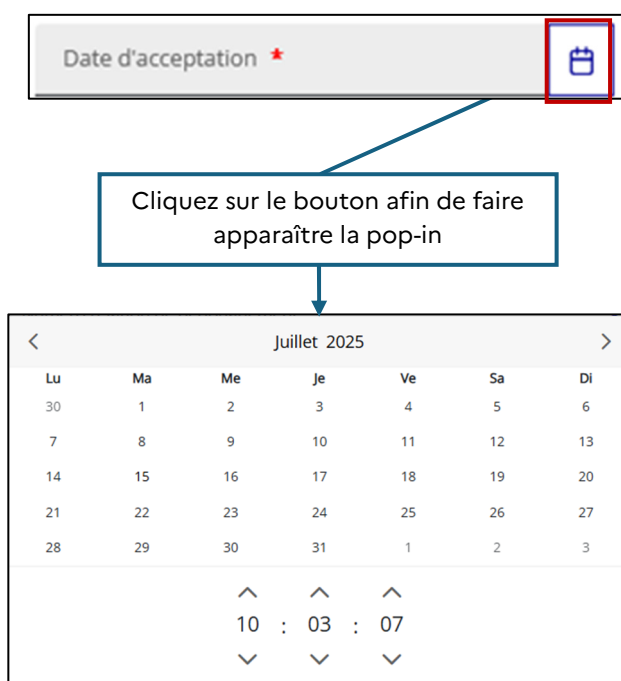 Date d'acceptation *
Cliquez sur le bouton afin de faire
apparaître la pop-in
< Juillet 2025 >
Lu Ma Me Je Ve Sa Di
30 1 2 3 4 5 6
7 8 9 10 11 12 13
14 15 16 17 18 19 20
21 22 23 24 25 26 27
28 29 30 31 1 2 3
10 : 03 : 07